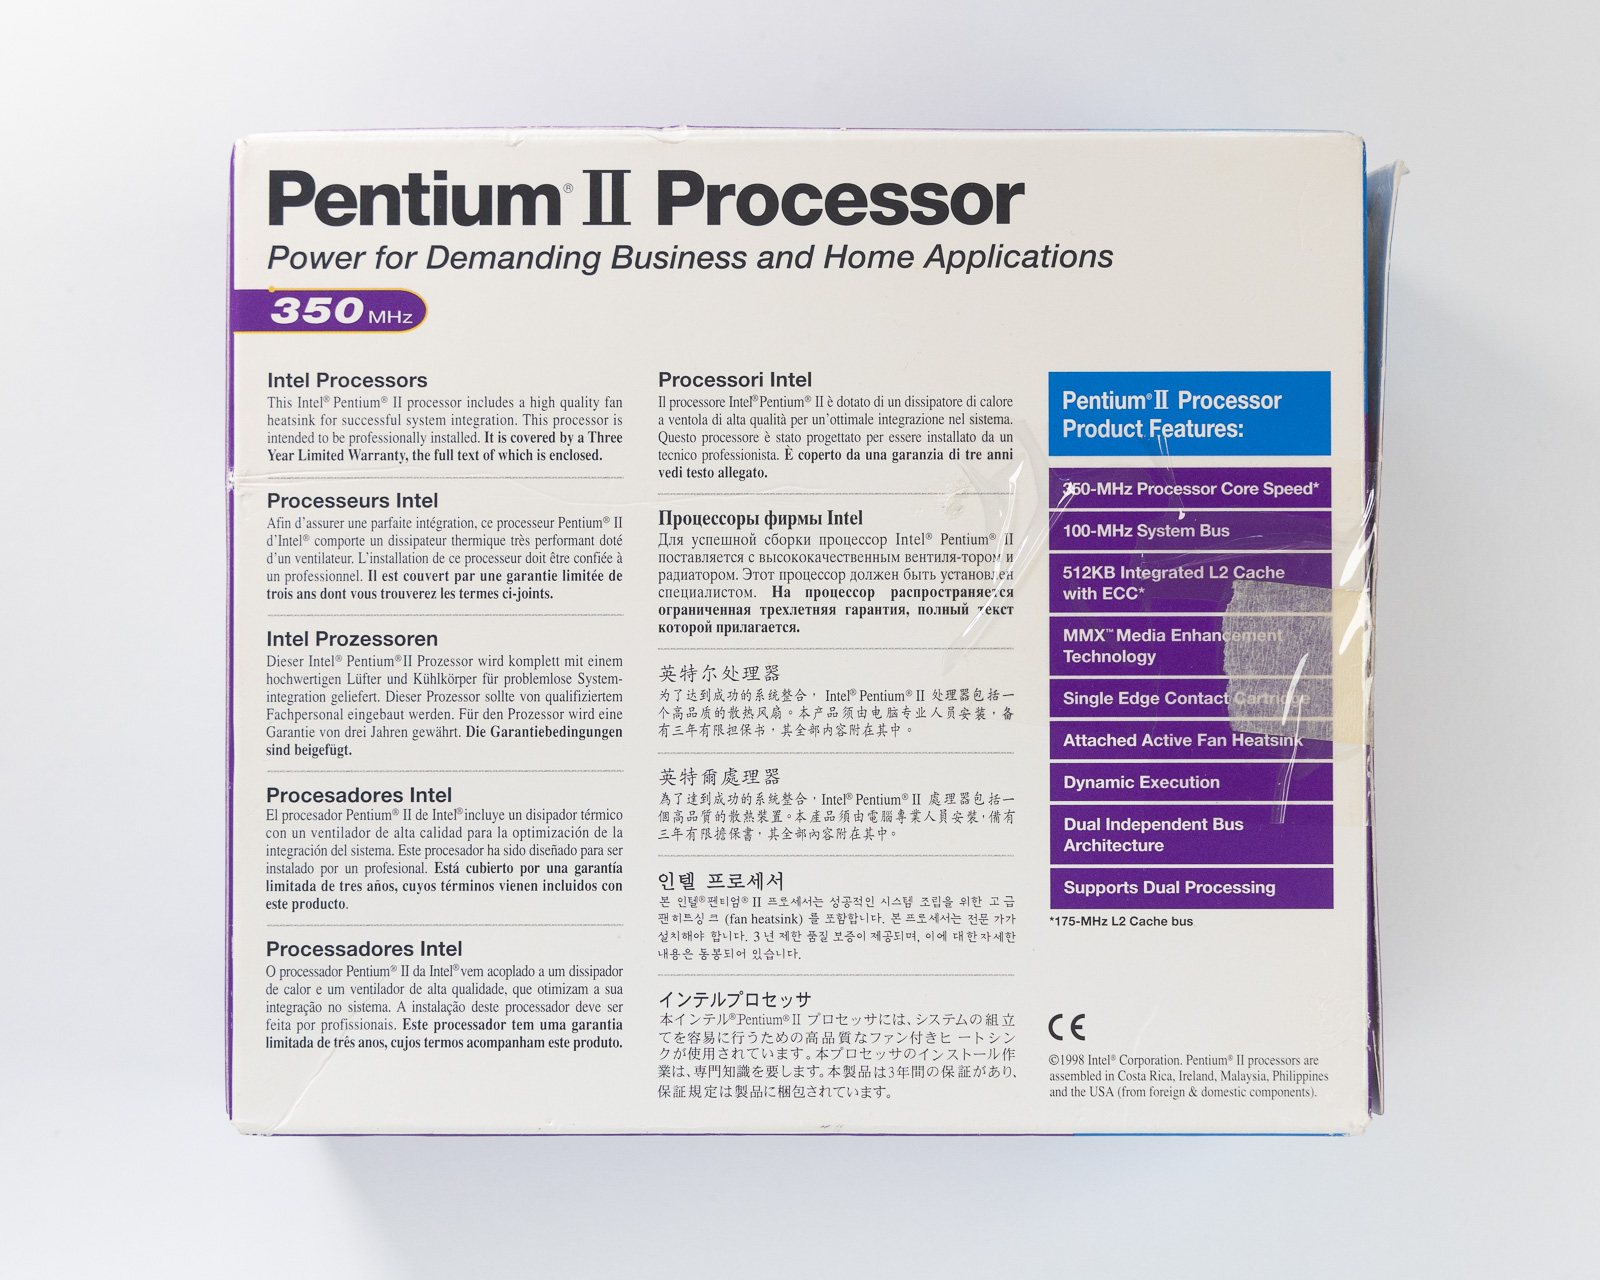 Pentium® II Processor
Power for Demanding Business and Home Applications
350 MHz
Intel Processors
This Intel® Pentium® II processor includes a high quality fan
heatsink for successful system integration. This processor is
intended to be professionally installed. It is covered by a Three
Year Limited Warranty, the full text of which is enclosed.
Processeurs Intel
Afin d'assurer une parfaite intégration, ce processeur Pentium® II
d'Intel® comporte un dissipateur thermique très performant doté
d'un ventilateur. L'installation de ce processeur doit être confiée à
un professionnel. Il est couvert par une garantie limitée de
trois ans dont vous trouverez les termes ci-joints.
Intel Prozessoren
Dieser Intel® Pentium® II Prozessor wird komplett mit einem
hochwertigen Lüfter und Kühlkörper für problemlose System-
integration geliefert. Dieser Prozessor sollte von qualifiziertem
Fachpersonal eingebaut werden. Für den Prozessor wird eine
Garantie von drei Jahren gewährt. Die Garantiebedingungen
sind beigefügt.
Procesadores Intel
El procesador Pentium® II de Intel® incluye un disipador térmico
con un ventilador de alta calidad para la optimización de la
integración del sistema. Este procesador ha sido diseñado para ser
instalado por un profesional. Está cubierto por una garantía
limitada de tres años, cuyos términos vienen incluidos con
este producto.
Processadores Intel
O processador Pentium® II da Intel® vem acoplado a um dissipador
de calor e um ventilador de alta qualidade, que otimizam a sua
integração no sistema. A instalação deste processador deve ser
feita por profissionais. Este processador tem uma garantia
limitada de três anos, cujos termos acompanham este produto.
Processori Intel
Il processore Intel® Pentium® II è dotato di un dissipatore di calore
a ventola di alta qualità per un'ottimale integrazione nel sistema.
Questo processore è stato progettato per essere installato da un
tecnico professionista. È coperto da una garanzia di tre anni
vedi testo allegato.
Процессоры фирмы Intel
Для успешной сборки процессор Intel® Pentium® II
поставляется с высококачественным вентиля-тором и
радиатором. Этот процессор должен быть установлен
специалистом. На процессор распространяется
ограниченная трехлетняя гарантия, полный текст
которой прилагается.
英特尔处理器
为了达到成功的系统整合，Intel® Pentium® II 处理器包括一
个高品质的散热风扇。本产品须由电脑专业人员安装，备
有三年有限担保书，其全部内容附在其中。
英特爾處理器
為了達到成功的系統整合，Intel® Pentium® II 處理器包括一
個高品質的散熱裝置。本產品須由電腦專業人員安裝，備有
三年有限擔保書，其全部內容附在其中。
인텔 프로세서
본 인텔® 펜티엄® II 프로세서는 성공적인 시스템 조립을 위한 고급
팬히트싱크 (fan heatsink) 를 포함합니다. 본 프로세서는 전문가가
설치해야 합니다. 3년 제한 품질 보증이 제공되며, 이에 대한 자세한
내용은 동봉되어 있습니다.
インテルプロセッサ
本インテル® Pentium® II プロセッサには、システムの組立
てを容易に行うための高品質なファン付きヒートシン
クが使用されています。本プロセッサのインストール作
業は、専門知識を要します。本製品は3年間の保証があり、
保証規定は製品に梱包されています。
Pentium® II Processor
Product Features:
350-MHz Processor Core Speed*
100-MHz System Bus
512KB Integrated L2 Cache
with ECC*
MMX™ Media Enhancement
Technology
Single Edge Contact Cartridge
Attached Active Fan Heatsink
Dynamic Execution
Dual Independent Bus
Architecture
Supports Dual Processing
*175-MHz L2 Cache bus
CE
©1998 Intel® Corporation. Pentium® II processors are
assembled in Costa Rica, Ireland, Malaysia, Philippines
and the USA (from foreign & domestic components).